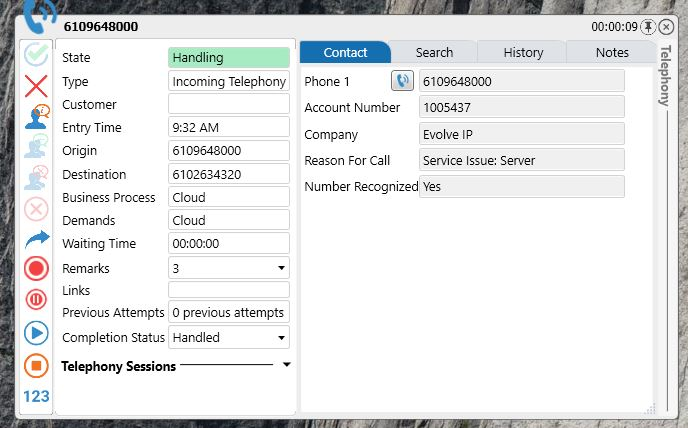 6109648000
00:00:09
State Handling
Type Incoming Telephony
Customer
Entry Time 9:32 AM
Origin 6109648000
Destination 6102634320
Business Process Cloud
Demands Cloud
Waiting Time 00:00:00
Remarks 3
Links
Previous Attempts 0 previous attempts
Completion Status Handled
Telephony Sessions
123
Contact Search History Notes
Phone 1 6109648000
Account Number 1005437
Company Evolve IP
Reason For Call Service Issue: Server
Number Recognized Yes
Telephony